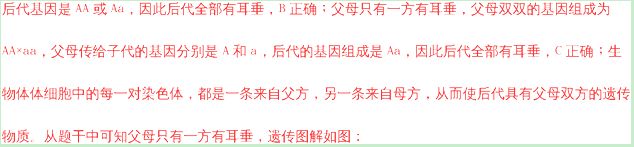 后代基因是 AA 或 Aa，因此后代全部有耳垂，B 正确；父母只有一方有耳垂，父母双双的基因组成为
AA×aa，父母传给子代的基因分别是 A 和 a，后代的基因组成是 Aa，因此后代全部有耳垂，C 正确；生
物体体细胞中的每一对染色体，都是一条来自父方，另一条来自母方，从而使后代具有父母双方的遗传
物质．从题干中可知父母只有一方有耳垂，遗传图解如图：